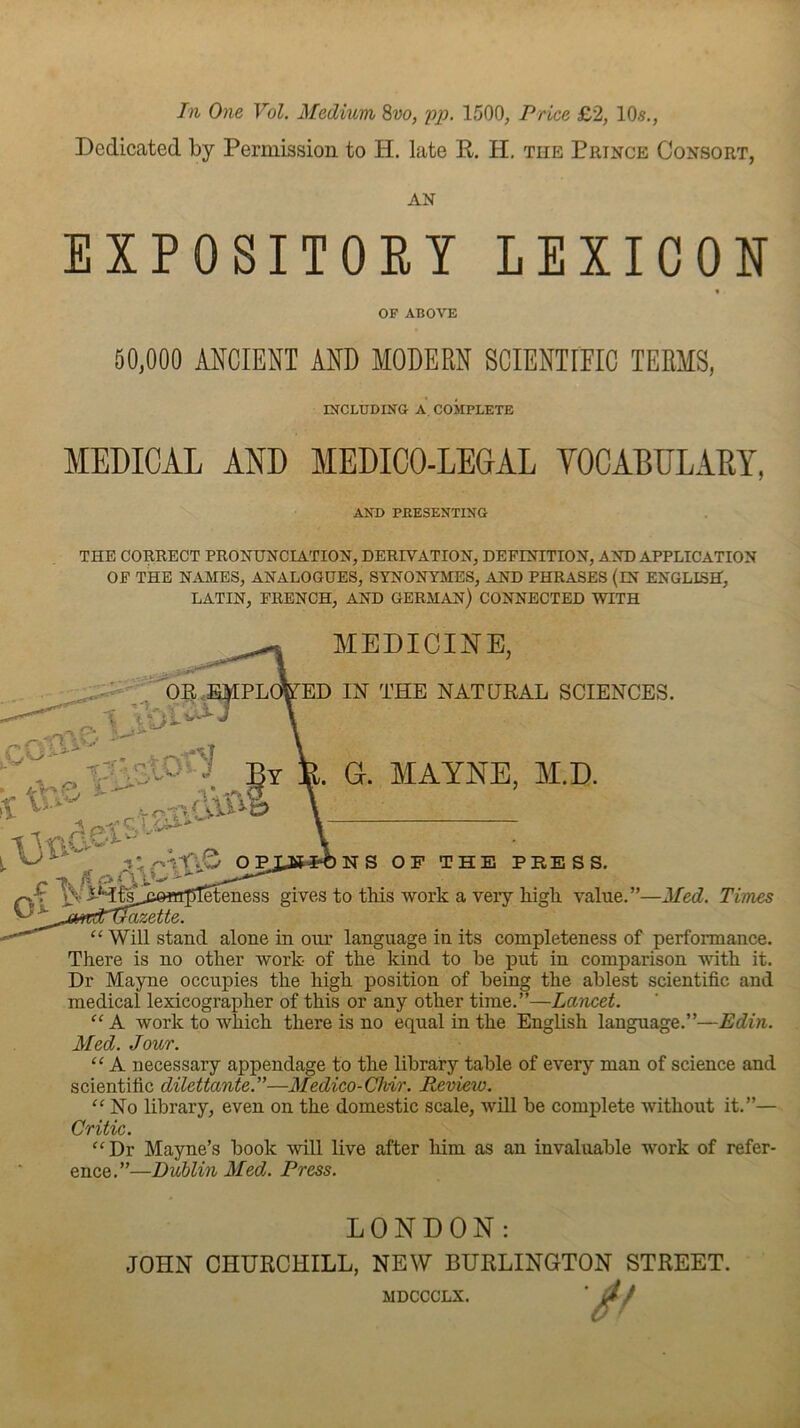 In One Vol. Medium 8vo, pp. 1500, Price £2, 10s.,
Dedicated by Permission to H. late R. H. THE PRINCE CONSORT,
AN
EXPOSITORY LEXICON
OF ABOVE
50,000 ANCIENT AND MODERN SCIENTIFIC TERMS,
INCLUDING A COMPLETE
MEDICAL AND MEDICO-LEGAL VOCABULARY,
AND PRESENTING
THE CORRECT PRONUNCIATION, DERIVATION, DEFINITION, AND APPLICATION
OF THE NAMES, ANALOGUES, SYNONYMES, AND PHRASES (IN ENGLISH,
LATIN, FRENCH, AND GERMAN) CONNECTED WITH
MEDICINE,
OR EMPLOYED IN THE NATURAL SCIENCES.
BY R. G. MAYNE, M.D.
OPINIONS OF THE PRESS.
"Its completeness gives to this work a very high value."—Med. Times
and Gazette.
"Will stand alone in our language in its completeness of performance.
There is no other work of the kind to be put in comparison with it.
Dr Mayne occupies the high position of being the ablest scientific and
medical lexicographer of this or any other time."—Lancet.
"A work to which there is no equal in the English language."—Edin.
Med. Jour.
"A necessary appendage to the library table of every man of science and
scientific dilettante."—Medico-Chir. Review.
"No library, even on the domestic scale, will be complete without it."—
Critic.
"Dr Mayne's book will live after him as an invaluable work of refer-
ence."—Dublin Med. Press.
LONDON:
JOHN CHURCHILL, NEW BURLINGTON STREET.
MDCCCLX.
come Library
r the History
Understanding
of Medicine